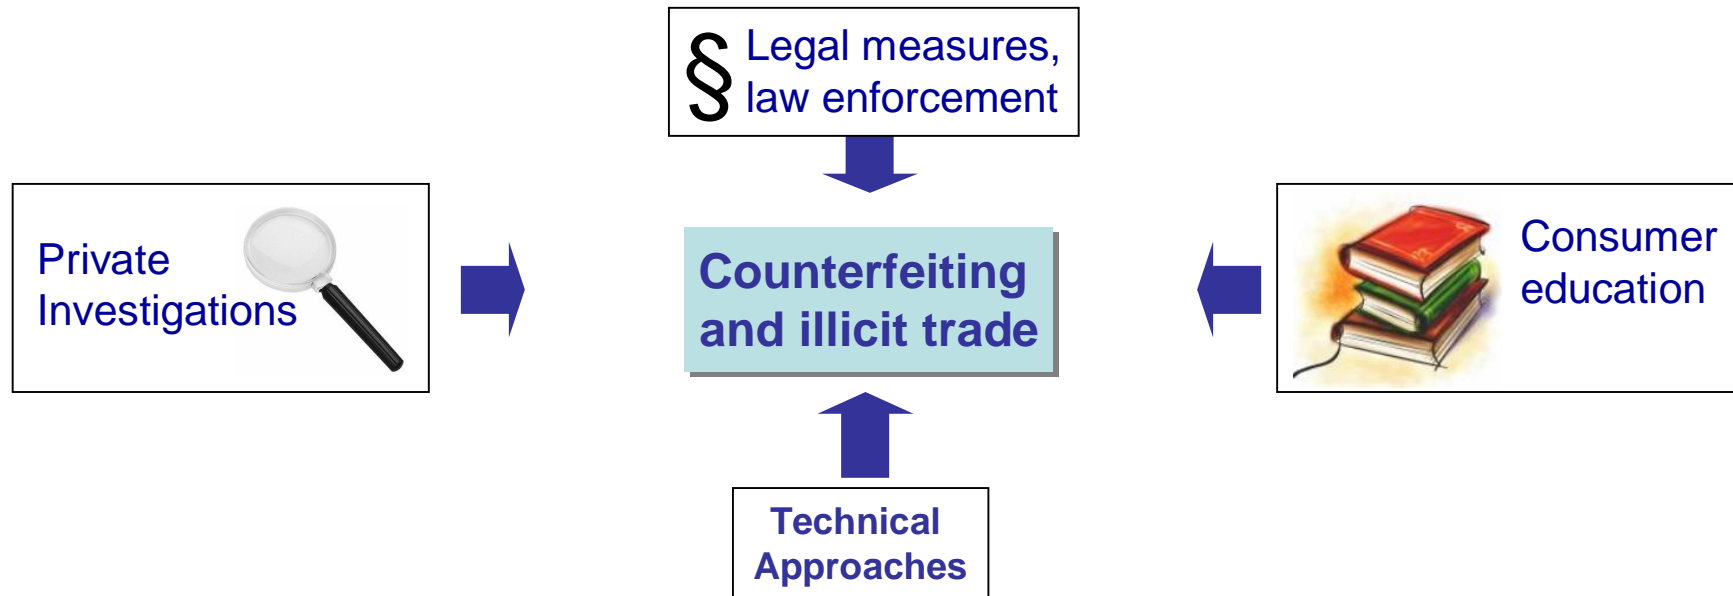 § Legal measures,
law enforcement
Private
Investigations
Counterfeiting
and illicit trade
Consumer
education
Technical
Approaches